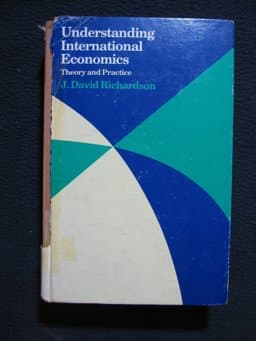 Understanding
International
Economics
Theory and Practice
J. David Richardson